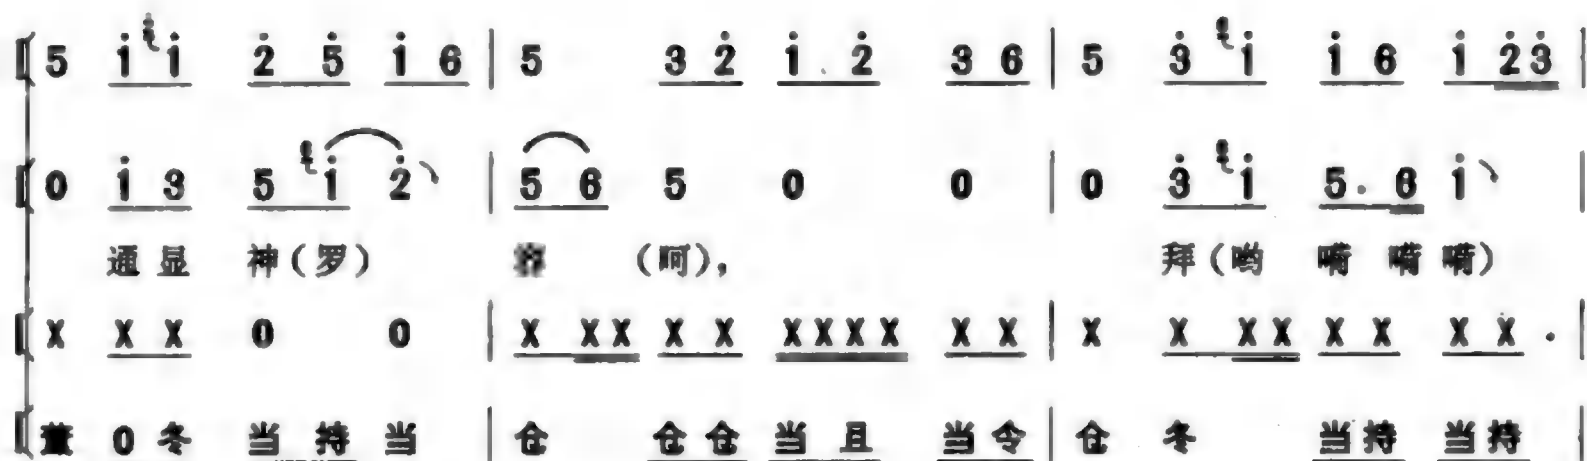 5 i i 2 5 i 6 | 5 3 2 i . 2 3 6 | 5 3 i i 6 i 2 3 |
0 i 3 5 i 2 | 5 6 5 0 0 | 0 3 i 5 . 6 i |
通显 神(罗) (呵), 拜(哟 嗬 嗬 嗬)
X X X 0 0 | X XX X X XXXX X X | X X XX X X X X . |
董 0 冬 当 持 当 | 仓 仓仓 当 且 当令 | 仓 冬 当持 当持 |